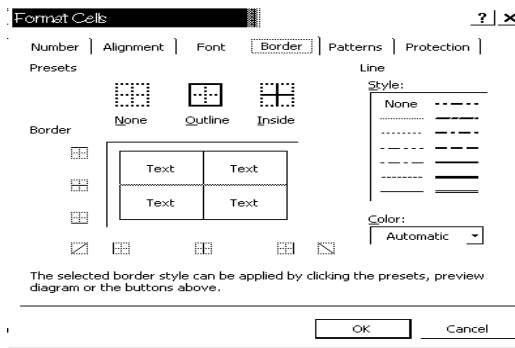 Format Cells
Number Alignment Font Border Patterns Protection
Presets
Line
Style:
None
None Outline Inside
Border
Text Text
Text Text
Color:
Automatic
The selected border style can be applied by clicking the presets, preview
diagram or the buttons above.
OK Cancel